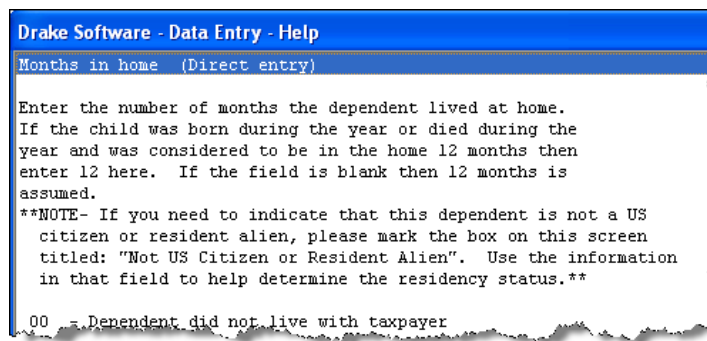 Drake Software - Data Entry - Help
Months in home (Direct entry)
Enter the number of months the dependent lived at home.
If the child was born during the year or died during the
year and was considered to be in the home 12 months then
enter 12 here. If the field is blank then 12 months is
assumed.
**NOTE- If you need to indicate that this dependent is not a US
citizen or resident alien, please mark the box on this screen
titled: "Not US Citizen or Resident Alien". Use the information
in that field to help determine the residency status.**
00 - Dependent did not live with taxpayer